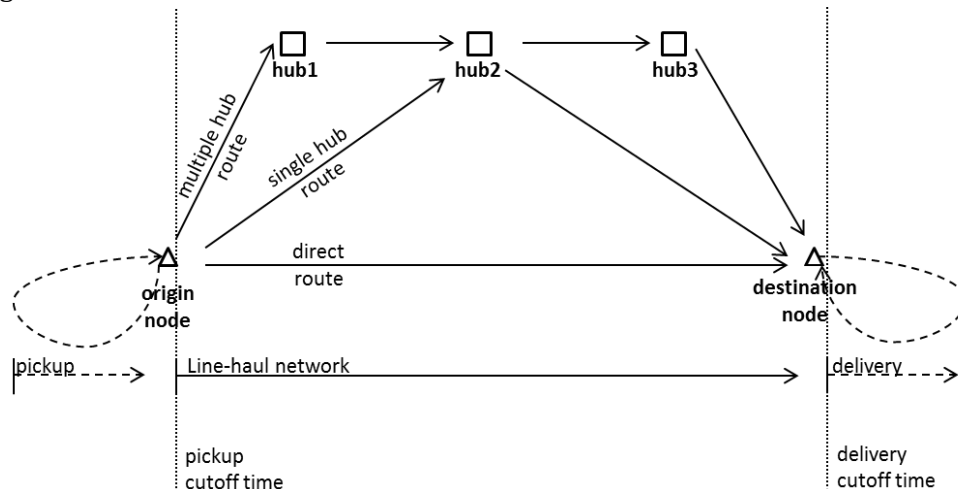 hub1
hub2
hub3
multiple hub
route
single hub
route
direct
route
origin
node
destination
node
pickup
Line-haul network
delivery
pickup
cutoff time
delivery
cutoff time